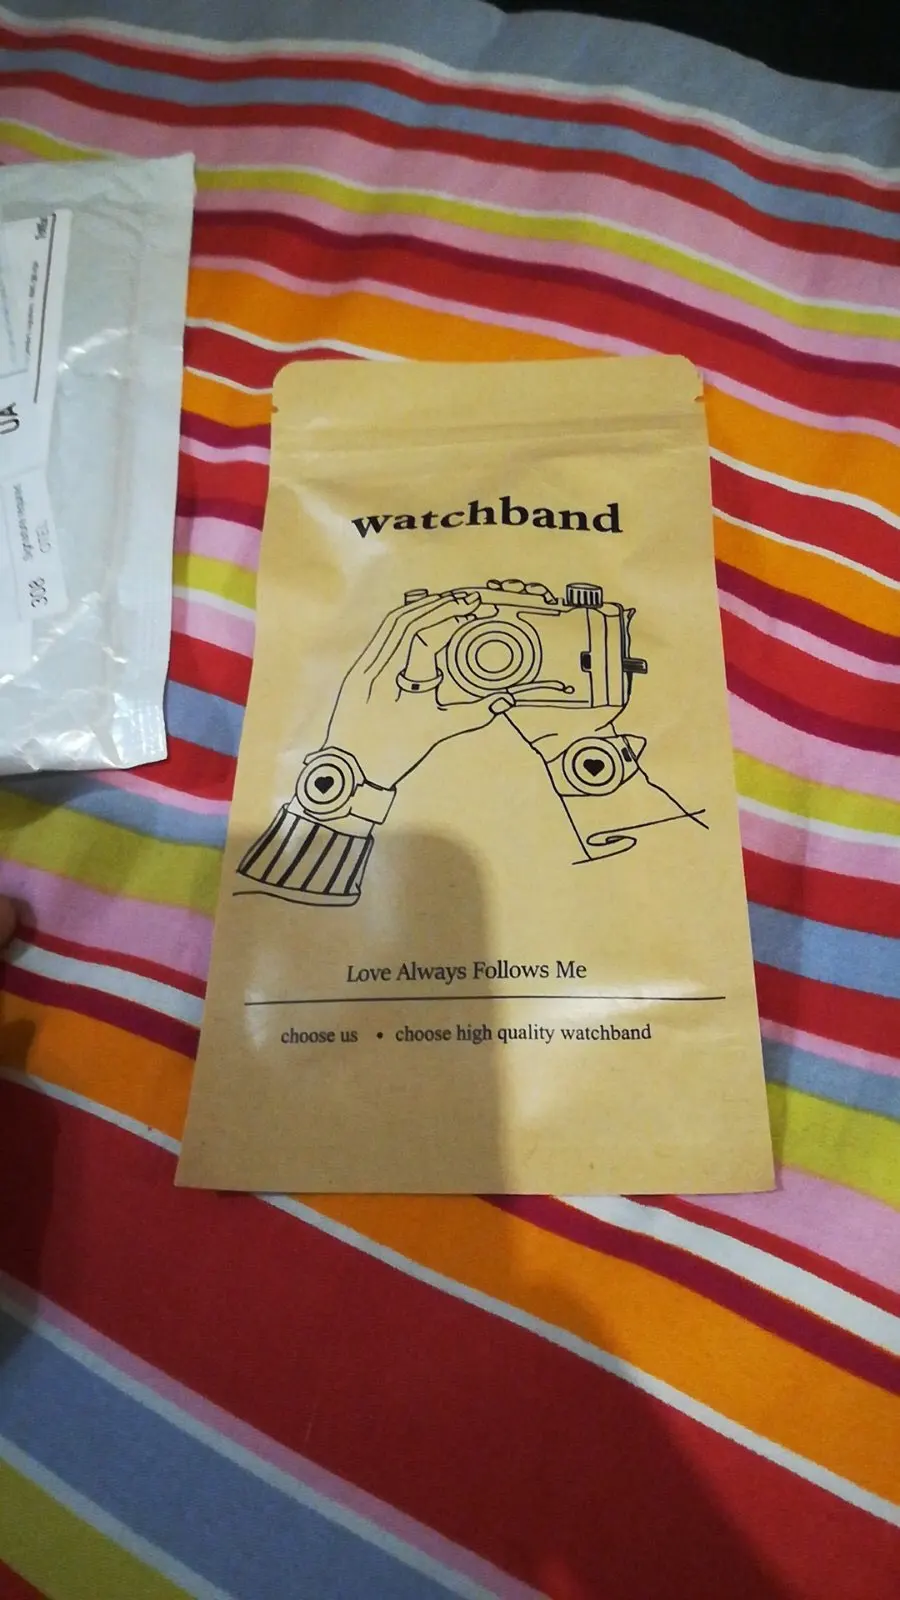 watchband
Love Always Follows Me
choose us • choose high quality watchband
UA
308